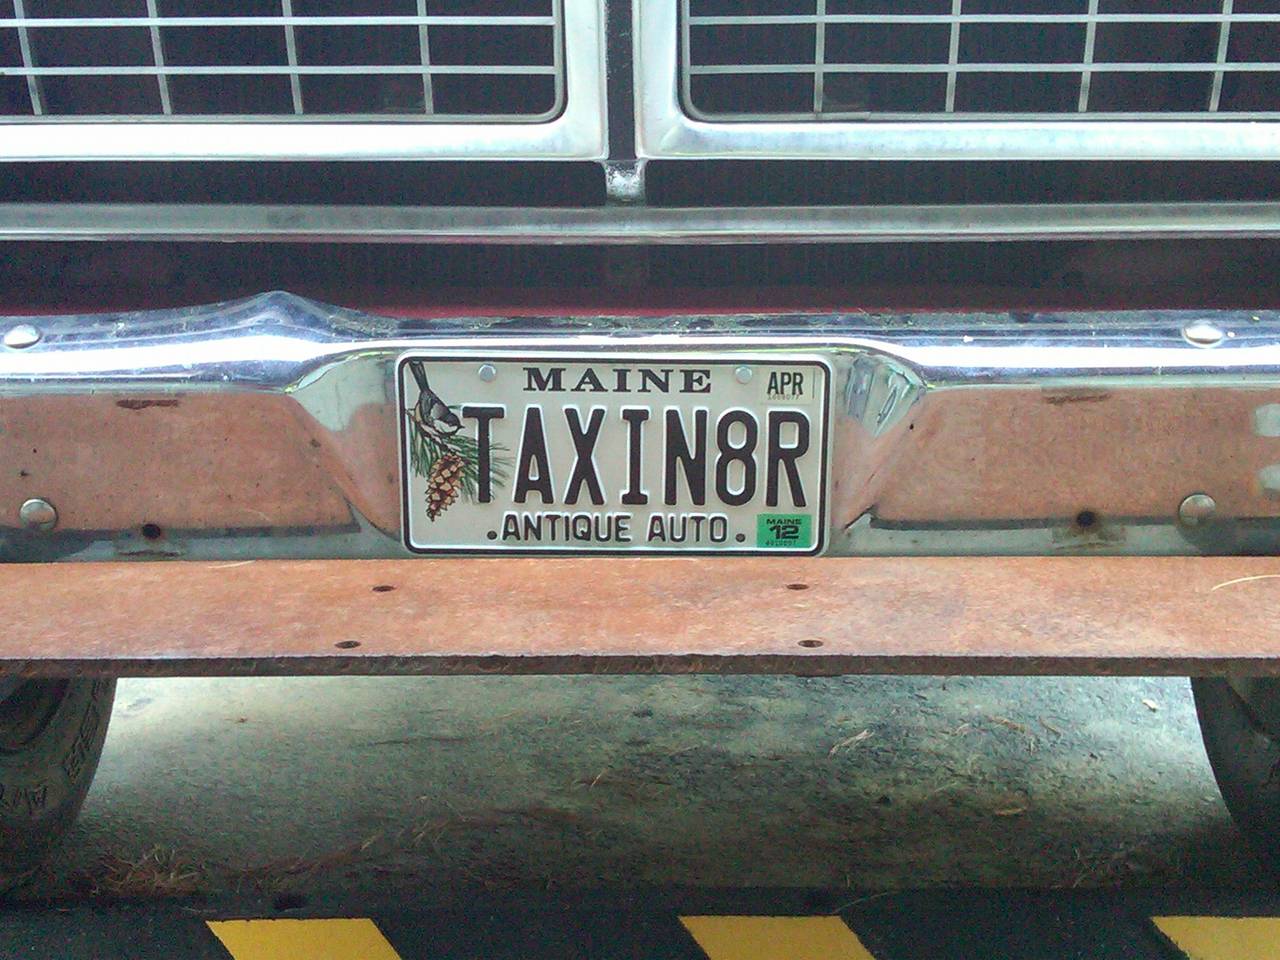 MAINE
APR
TAXIN8R
.ANTIQUE AUTO.
MAINE
12